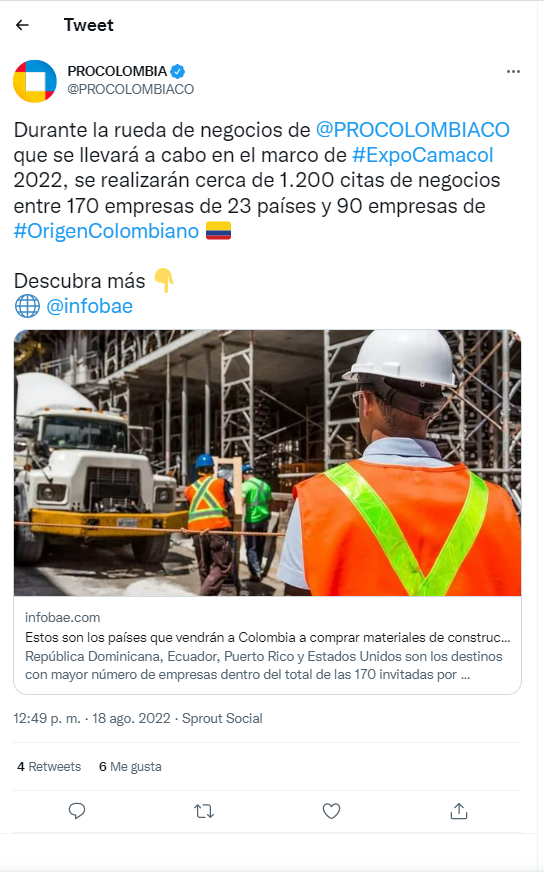 Tweet
PROCOLOMBIA
@PROCOLOMBIACO
Durante la rueda de negocios de @PROCOLOMBIACO
que se llevará a cabo en el marco de #ExpoCamacol
2022, se realizarán cerca de 1.200 citas de negocios
entre 170 empresas de 23 países y 90 empresas de
#OrigenColombiano
Descubra más
@infobae
infobae.com
Estos son los países que vendrán a Colombia a comprar materiales de construc...
República Dominicana, Ecuador, Puerto Rico y Estados Unidos son los destinos
con mayor número de empresas dentro del total de las 170 invitadas por ...
12:49 p. m. · 18 ago. 2022 · Sprout Social
4 Retweets 6 Me gusta